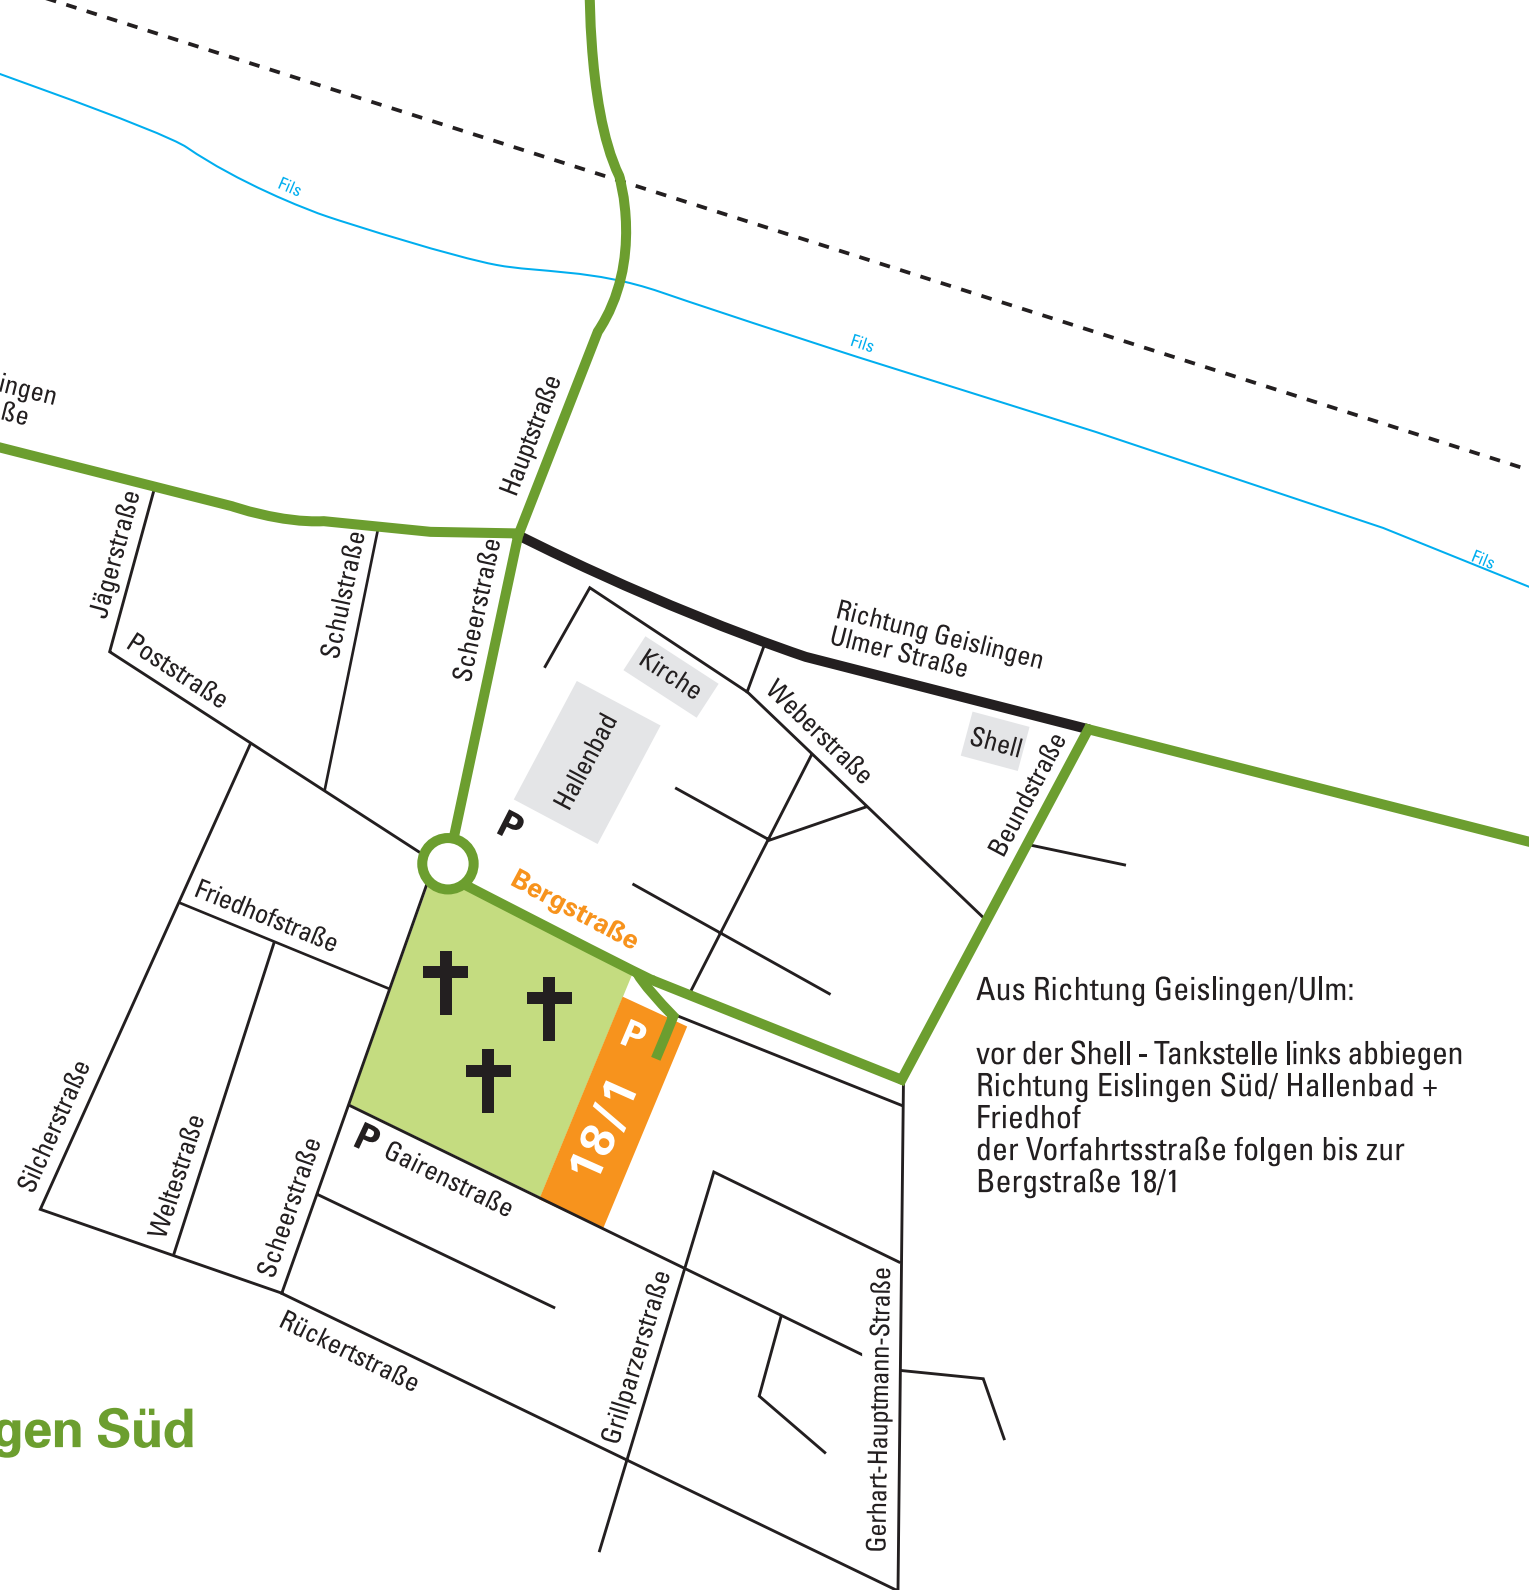 Fils
Fils
Fils
ingen
ße
Hauptstraße
Jägerstraße
Schulstraße
Scheerstraße
Poststraße
Richtung Geislingen
Ulmer Straße
Kirche
Hallenbad
P
Weberstraße
Shell
Beundstraße
Bergstraße
Friedhofstraße
P
18/1
Aus Richtung Geislingen/Ulm:
vor der Shell - Tankstelle links abbiegen
Richtung Eislingen Süd/ Hallenbad +
Friedhof
der Vorfahrtsstraße folgen bis zur
Bergstraße 18/1
Silcherstraße
Weltestraße
Scheerstraße
P Gairenstraße
Rückertstraße
Grillparzerstraße
Gerhart-Hauptmann-Straße
gen Süd